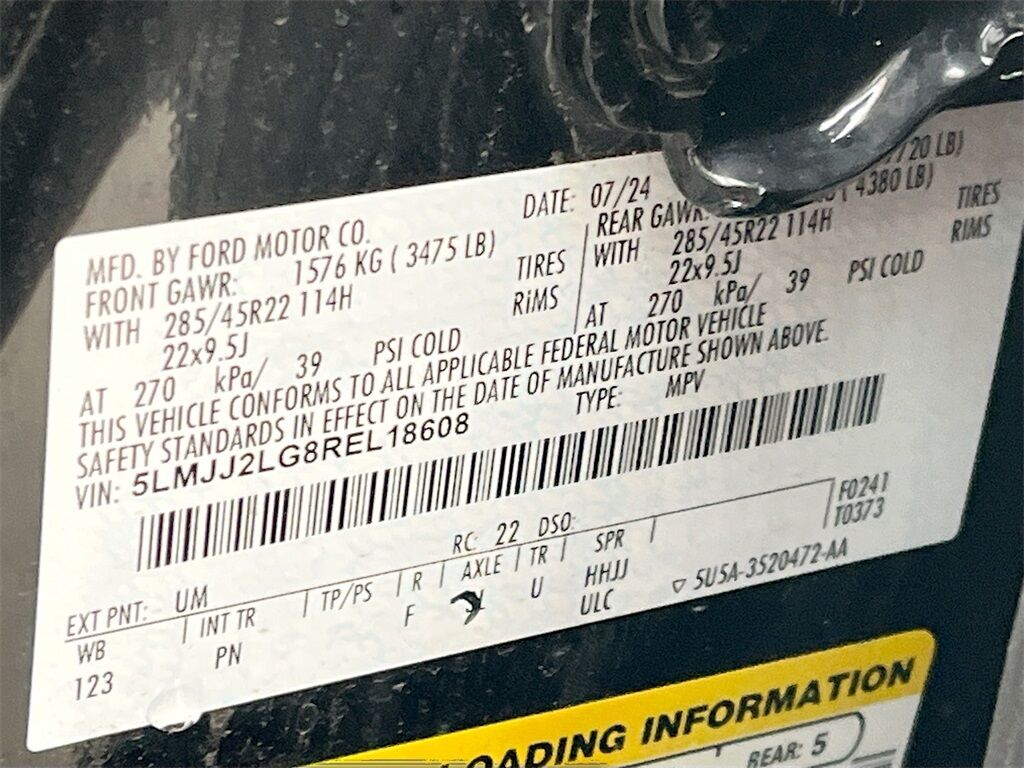 DATE: 07/24
MFD. BY FORD MOTOR CO.
FRONT GAWR: 1576 KG ( 3475 LB)
WITH 285/45R22 114H TIRES
22x9.5J RiMS
AT 270 kPa/ 39 PSI COLD
20 LB)
REAR GAWR: ( 4380 LB)
WITH 285/45R22 114H TIRES
22x9.5J RIMS
AT 270 kPa/ 39 PSI COLD
THIS VEHICLE CONFORMS TO ALL APPLICABLE FEDERAL MOTOR VEHICLE
SAFETY STANDARDS IN EFFECT ON THE DATE OF MANUFACTURE SHOWN ABOVE.
VIN: 5LMJJ2LG8REL18608 TYPE: MPV
F0241
T0373
EXT PNT: UM RC: 22 DSO:
WB INT TR TP/PS R AXLE TR SPR
123 PN F U HHJJ
ULC
5U5A-3520472-AA
LOADING INFORMATION
REAR: 5